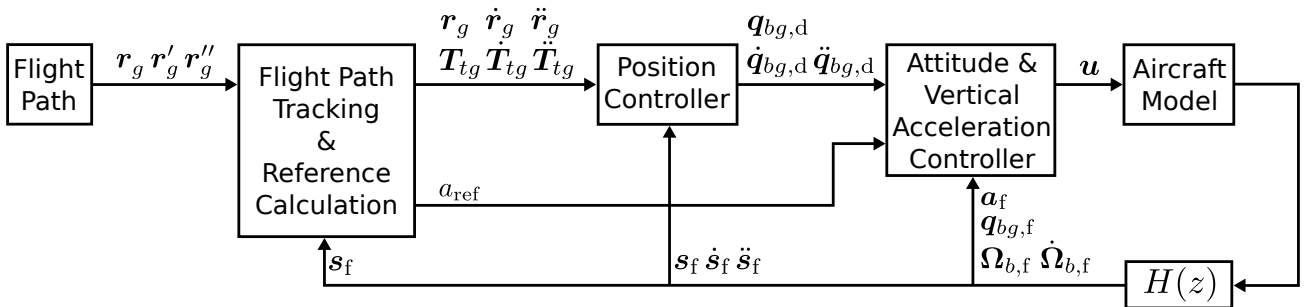 Flight
Path
r_g r′_g r″_g
Flight Path
Tracking
&
Reference
Calculation
r_g ṙ_g r̈_g
T_tg Ṫ_tg T̈_tg
a_ref
Position
Controller
q_bg,d
q̇_bg,d q̈_bg,d
Attitude &
Vertical
Acceleration
Controller
u
Aircraft
Model
s_f
s_f ṡ_f s̈_f
a_f
q_bg,f
Ω_b,f Ω̇_b,f
H(z)